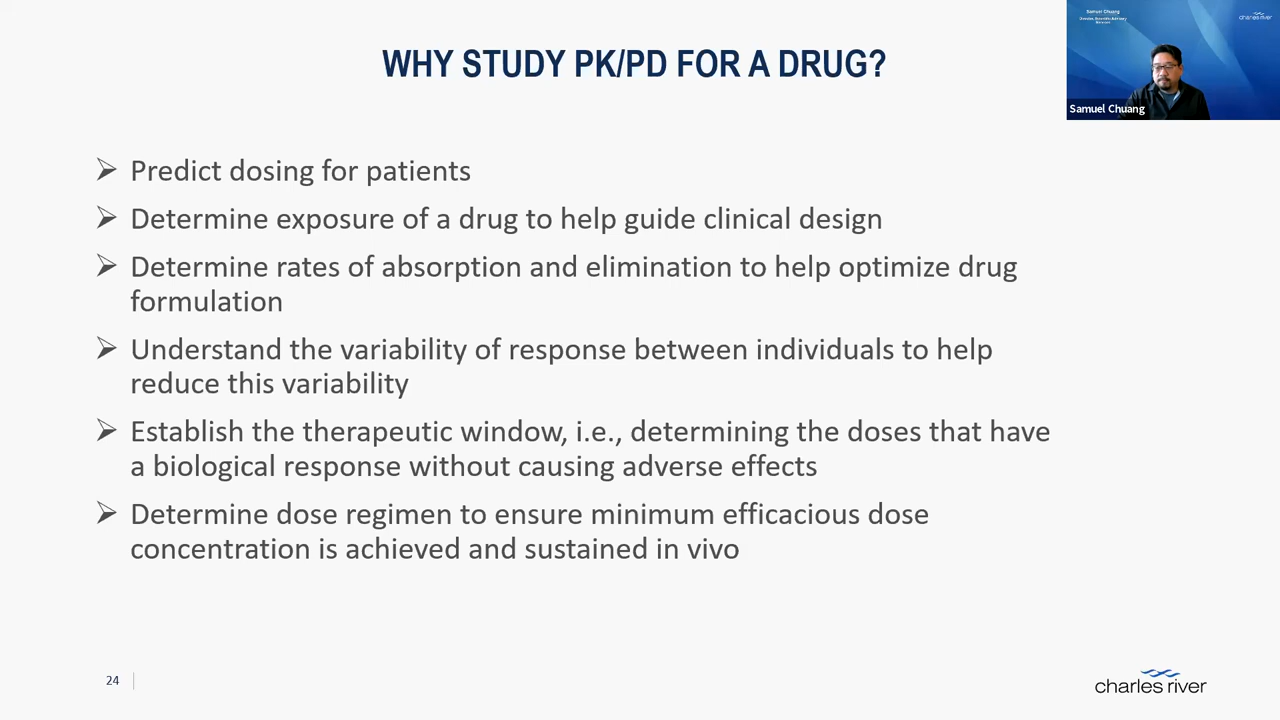 WHY STUDY PK/PD FOR A DRUG?
Samuel Chuang
charles river
Samuel Chuang
➢ Predict dosing for patients
➢ Determine exposure of a drug to help guide clinical design
➢ Determine rates of absorption and elimination to help optimize drug
formulation
➢ Understand the variability of response between individuals to help
reduce this variability
➢ Establish the therapeutic window, i.e., determining the doses that have
a biological response without causing adverse effects
➢ Determine dose regimen to ensure minimum efficacious dose
concentration is achieved and sustained in vivo
24
charles river